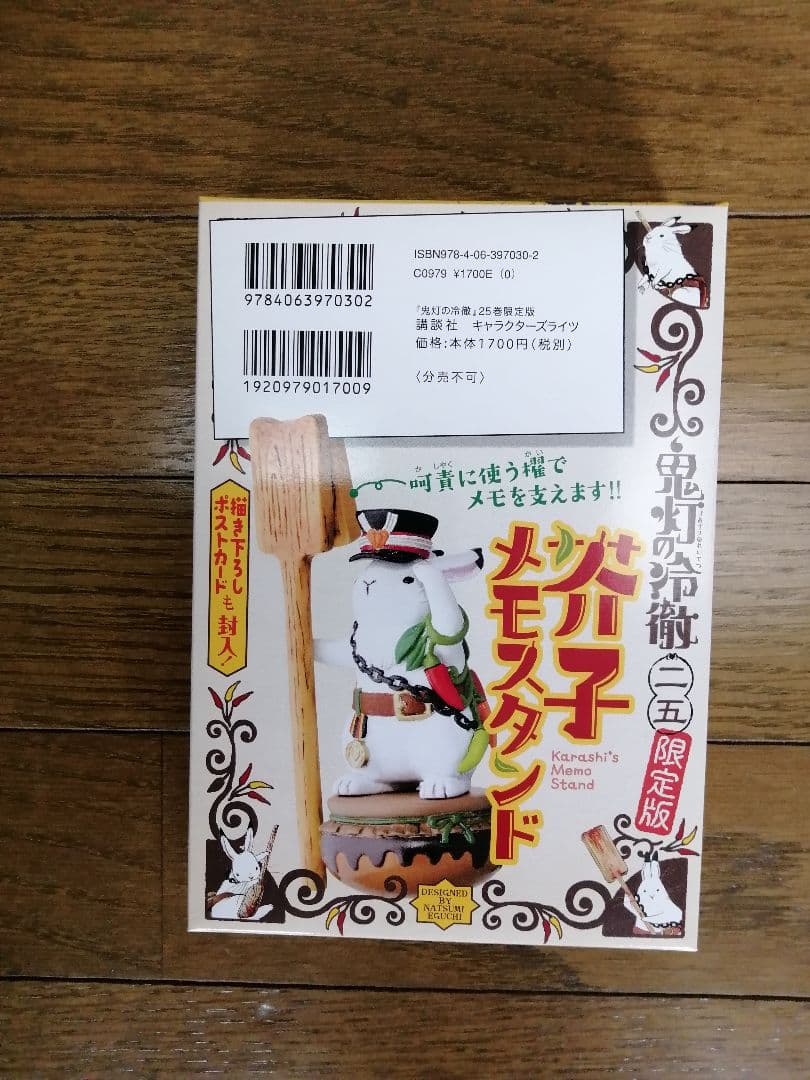 ISBN978-4-06-397030-2
C0979 ¥1700E (0)
9784063970302
『鬼灯の冷徹』25巻限定版
講談社 キャラクターズライツ
価格:本体1700円(税別)
1920979017009
〈分売不可〉
呵責に使う櫂で
メモを支えます!!
芥子
メモスタンド
Karashi's
Memo
Stand
鬼灯の冷徹
二五
限定版
描き下ろし
ポストカードも封入!
DESIGNED
BY
NATSUMI
EGUCHI